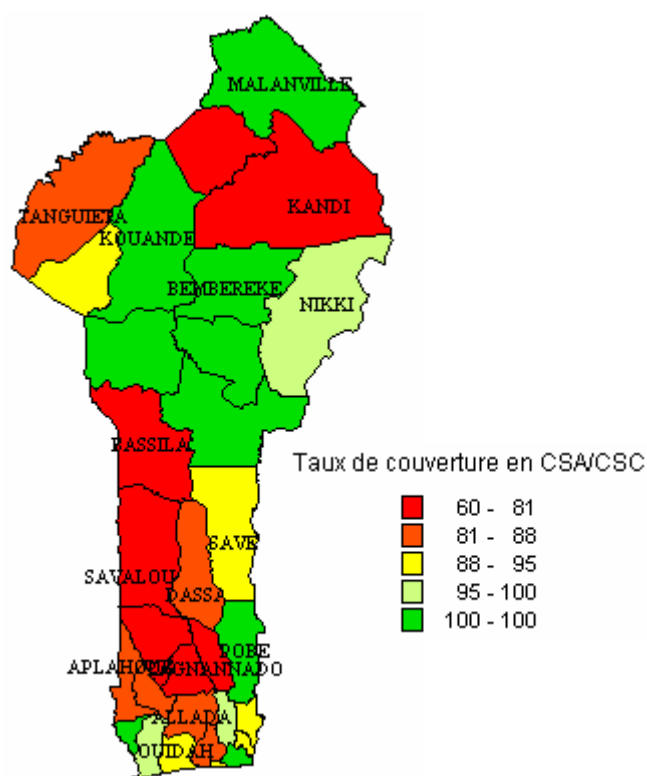 MALANVILLE
KANDI
TANGUIETA
KOUANDE
BEMBEREKE
NIKKI
BASSILA
Taux de couverture en CSA/CSC
60 - 81
81 - 88
88 - 95
95 - 100
100 - 100
SAVE
SAVALOU
DASSA
POBE
APLAHOUE
ALLADA
OUIDAH